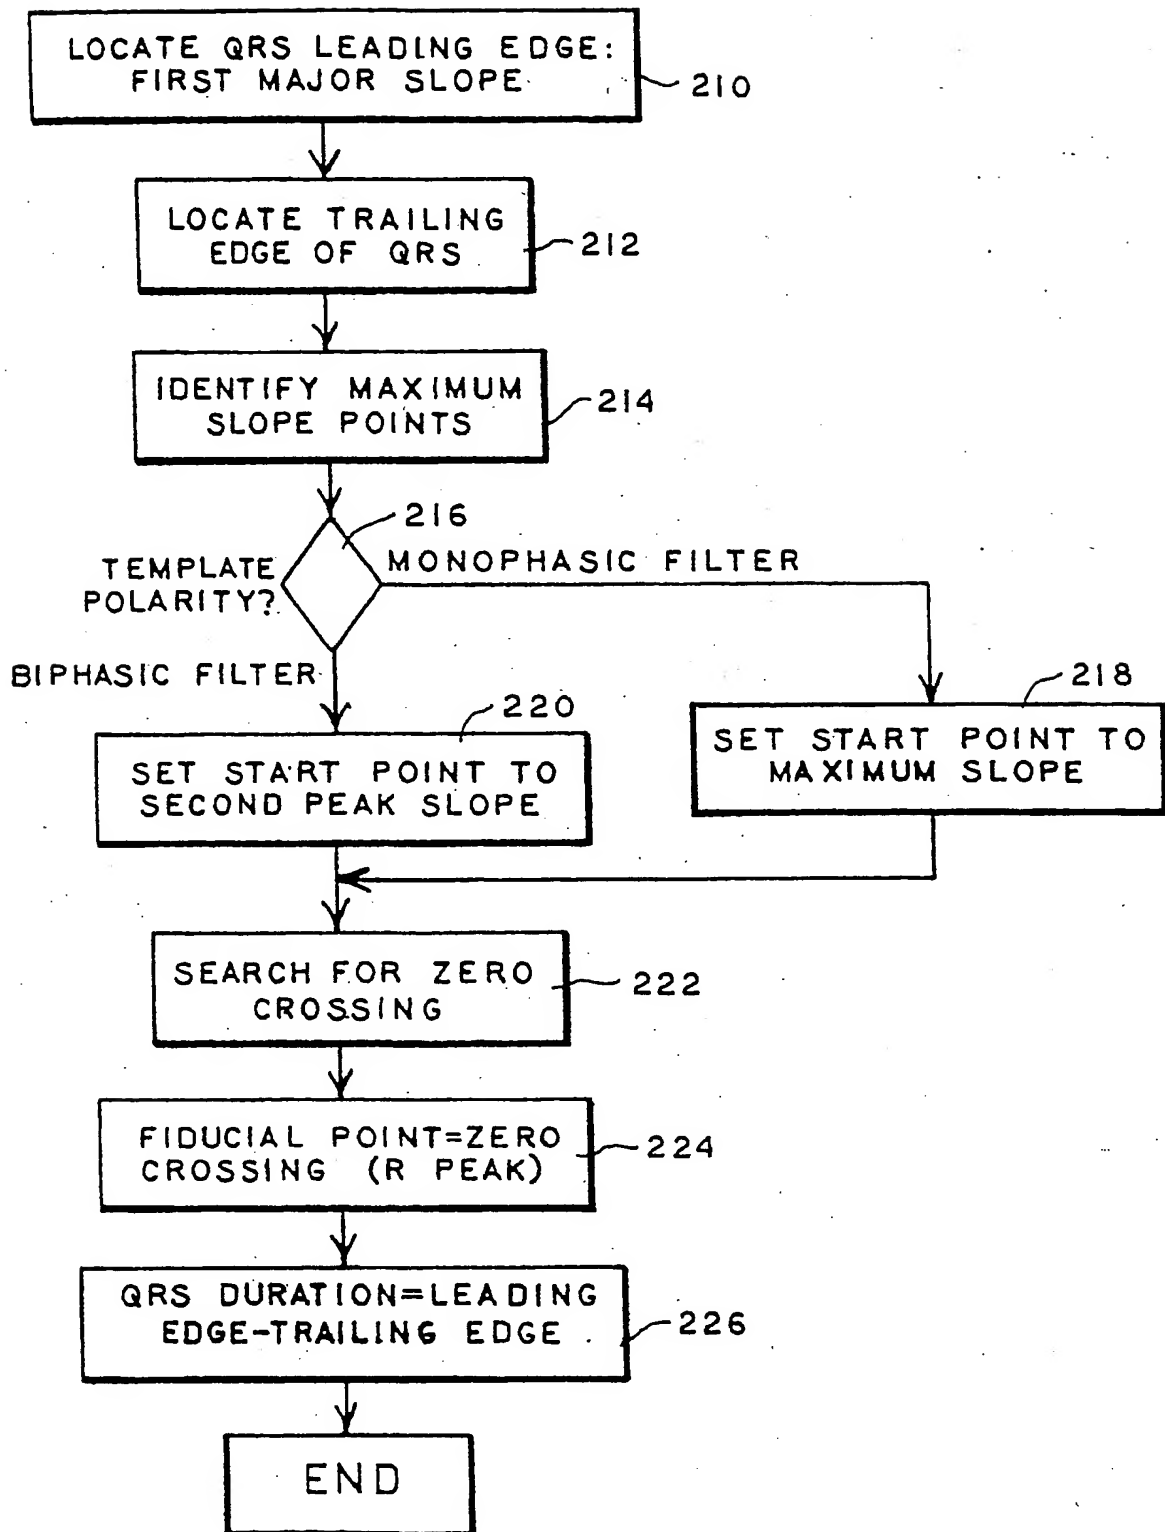 LOCATE QRS LEADING EDGE:
FIRST MAJOR SLOPE
210
LOCATE TRAILING
EDGE OF QRS
212
IDENTIFY MAXIMUM
SLOPE POINTS
214
216
TEMPLATE
POLARITY?
MONOPHASIC FILTER
BIPHASIC FILTER
218
SET START POINT TO
MAXIMUM SLOPE
220
SET START POINT TO
SECOND PEAK SLOPE
SEARCH FOR ZERO
CROSSING
222
FIDUCIAL POINT=ZERO
CROSSING (R PEAK)
224
QRS DURATION=LEADING
EDGE-TRAILING EDGE
226
END